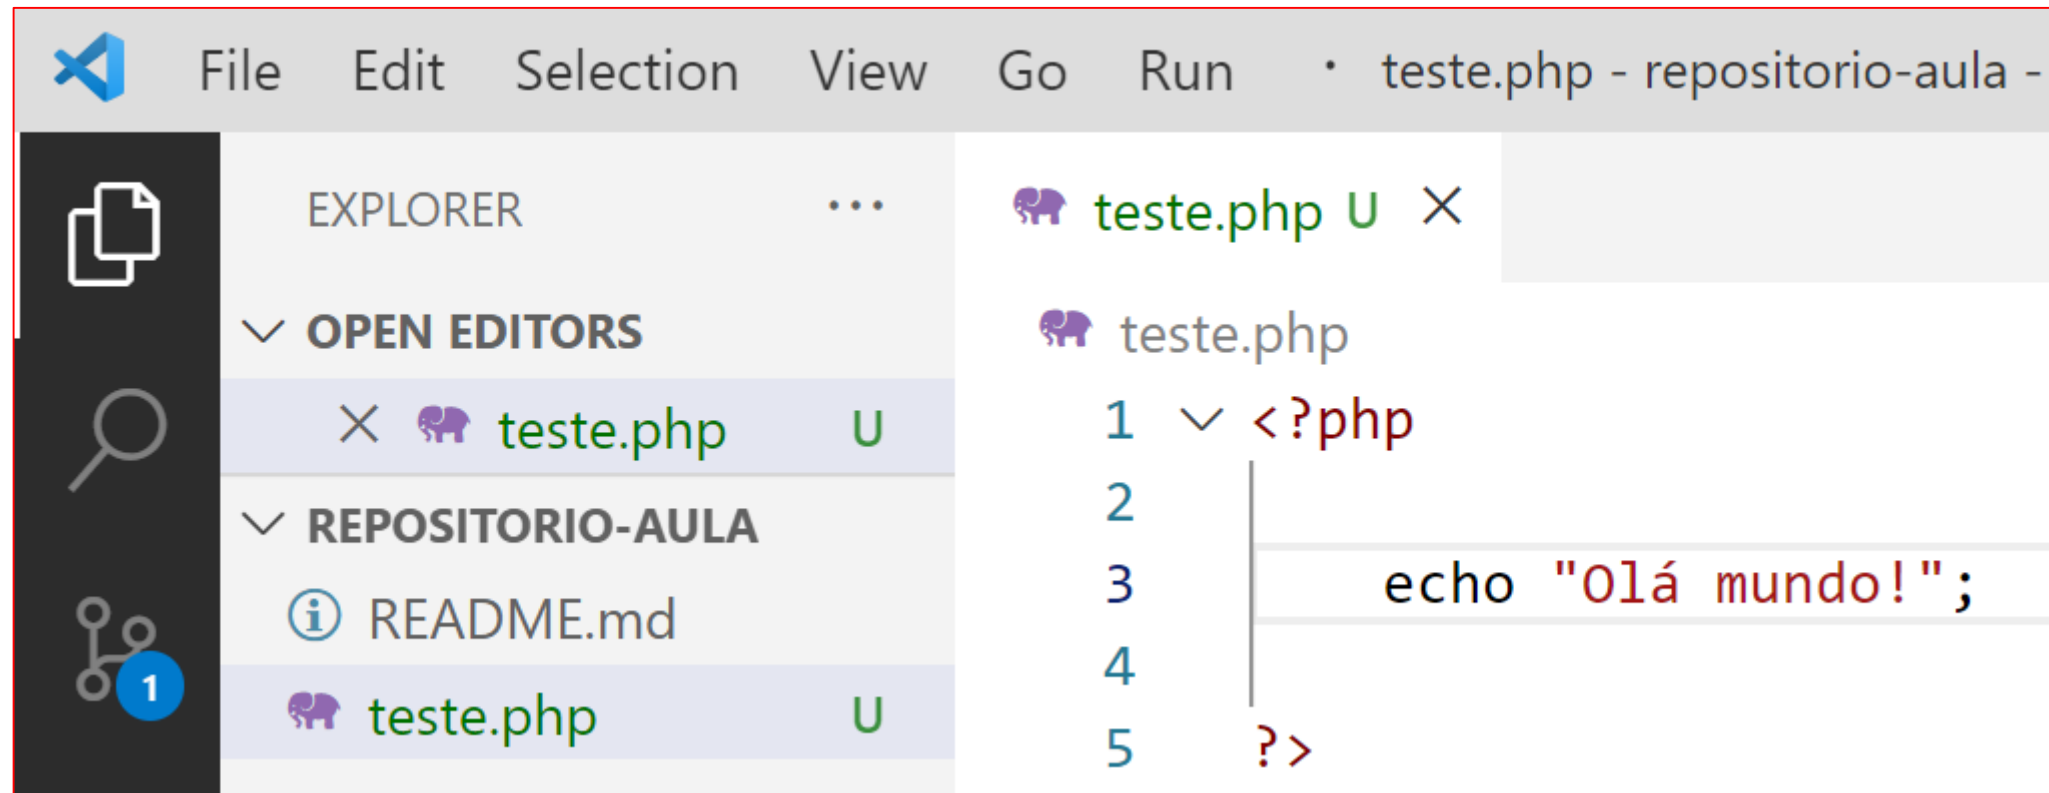 File Edit Selection View Go Run • teste.php - repositorio-aula -
EXPLORER ...
OPEN EDITORS
teste.php U
REPOSITORIO-AULA
README.md
teste.php U
1
teste.php U
teste.php
1 <?php
2
3 echo "Olá mundo!";
4
5 ?>